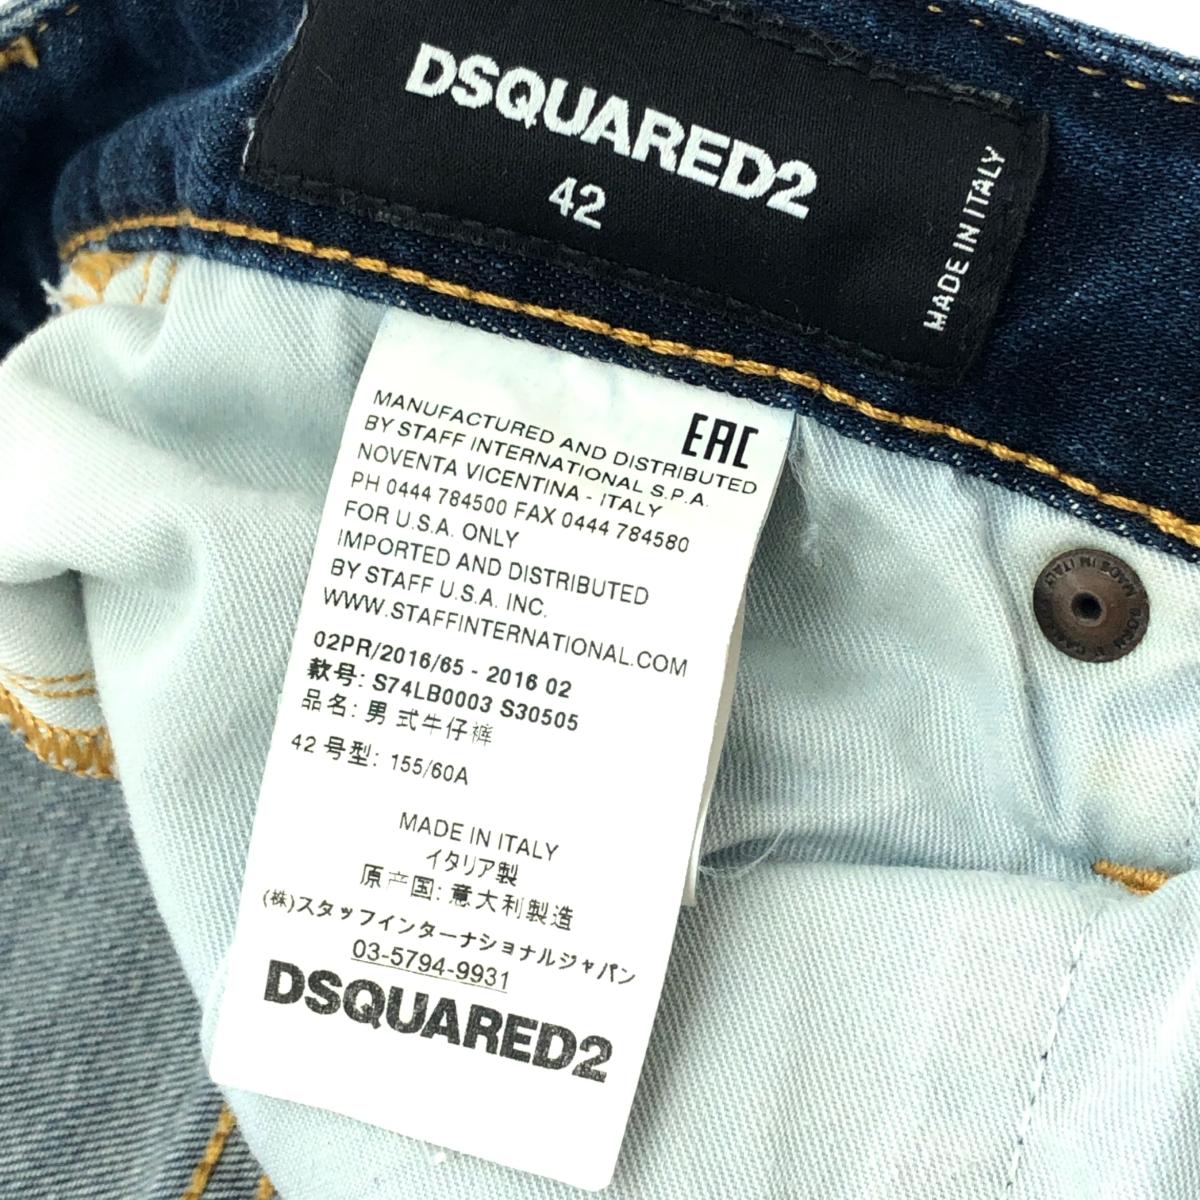 DSQUARED2
42
MADE IN ITALY
EAC
MANUFACTURED AND DISTRIBUTED
BY STAFF INTERNATIONAL S.P.A.
NOVENTA VICENTINA - ITALY
PH 0444 784500 FAX 0444 784580
FOR U.S.A. ONLY
IMPORTED AND DISTRIBUTED
BY STAFF U.S.A. INC.
WWW.STAFFINTERNATIONAL.COM
02PR/2016/65 - 2016 02
款号: S74LB0003 S30505
品名: 男 式牛仔裤
42 号型: 155/60A
MADE IN ITALY
イタリア製
原产国: 意大利製造
(株)スタッフインターナショナルジャパン
03-5794-9931
DSQUARED2
MADE IN ITALY